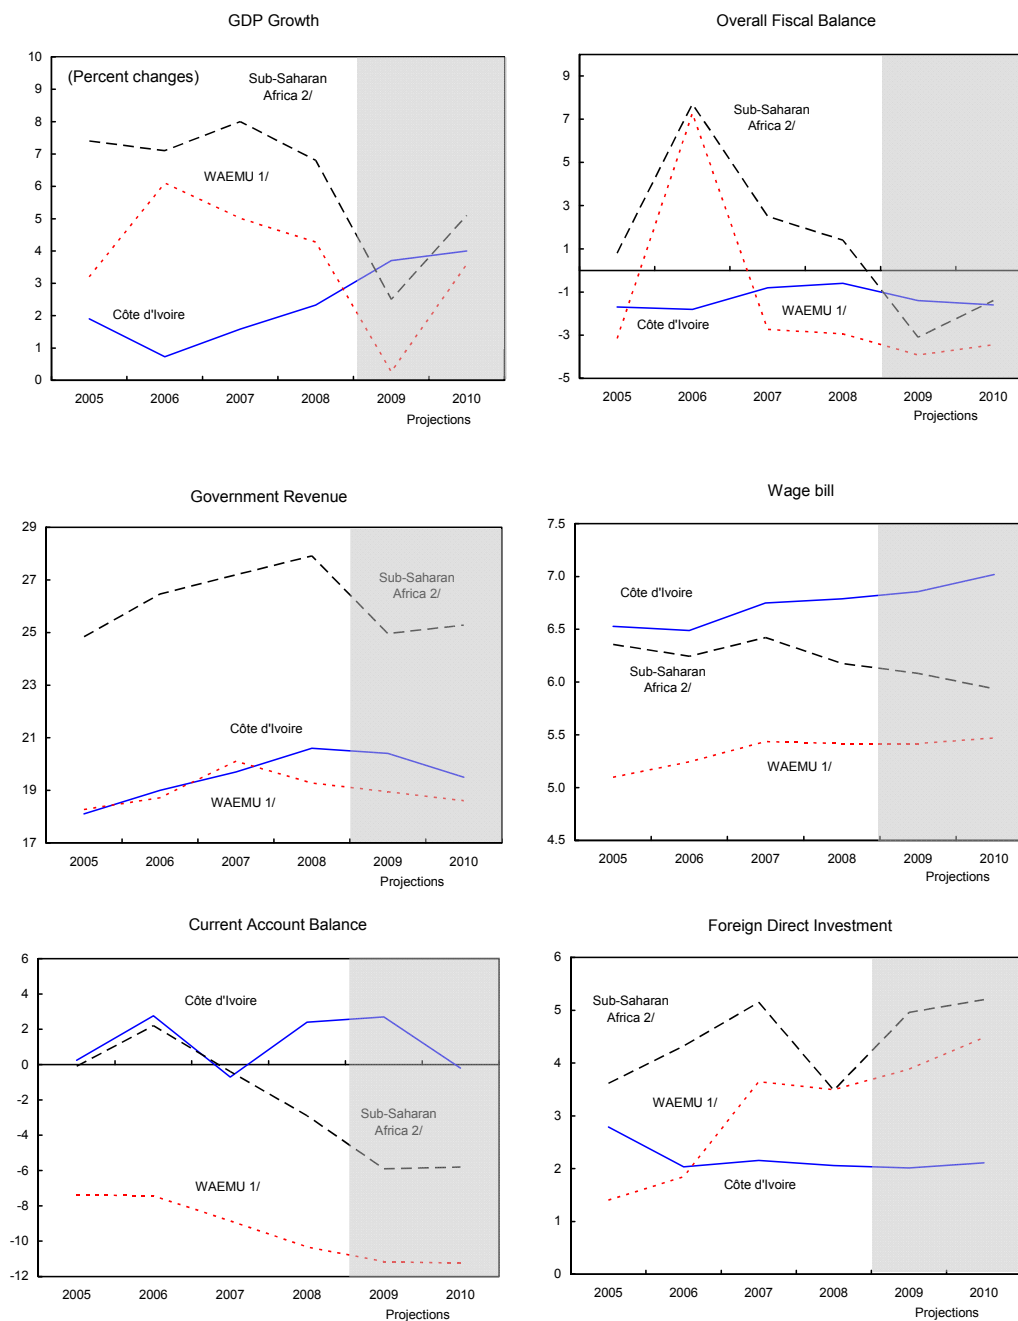 GDP Growth
10
9
8
7
6
5
4
3
2
1
0
(Percent changes)
Sub-Saharan
Africa 2/
WAEMU 1/
Côte d'Ivoire
2005 2006 2007 2008 2009 2010
Projections
Overall Fiscal Balance
9
7
5
3
1
-1
-3
-5
Sub-Saharan
Africa 2/
WAEMU 1/
Côte d'Ivoire
2005 2006 2007 2008 2009 2010
Projections
Government Revenue
29
27
25
23
21
19
17
Sub-Saharan
Africa 2/
Côte d'Ivoire
WAEMU 1/
2005 2006 2007 2008 2009 2010
Projections
Wage bill
7.5
7.0
6.5
6.0
5.5
5.0
4.5
Côte d'Ivoire
Sub-Saharan
Africa 2/
WAEMU 1/
2005 2006 2007 2008 2009 2010
Projections
Current Account Balance
6
4
2
0
-2
-4
-6
-8
-10
-12
Côte d'Ivoire
Sub-Saharan
Africa 2/
WAEMU 1/
2005 2006 2007 2008 2009 2010
Projections
Foreign Direct Investment
6
5
4
3
2
1
0
Sub-Saharan
Africa 2/
WAEMU 1/
Côte d'Ivoire
2005 2006 2007 2008 2009 2010
Projections